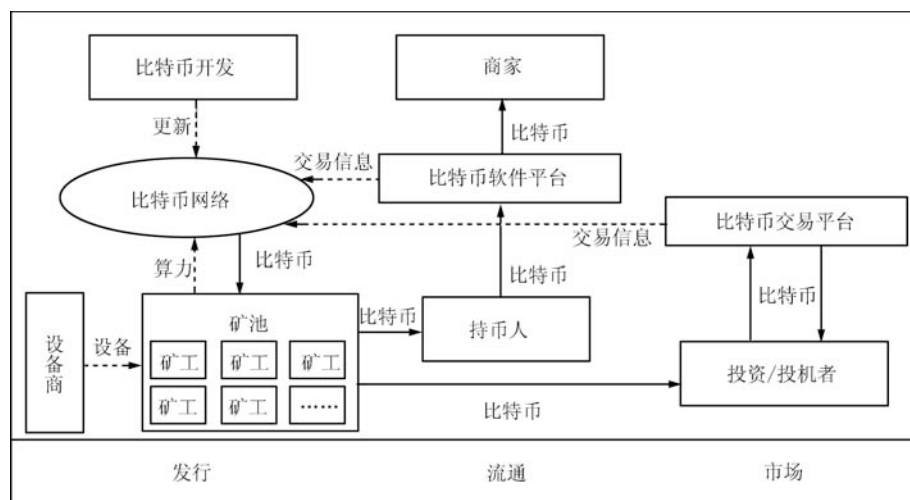 比特币开发
商家
更新
比特币
交易信息
比特币软件平台
比特币网络
比特币交易平台
交易信息
算力
比特币
比特币
比特币
矿池
比特币
持币人
设备商
设备
矿工 矿工 矿工
矿工 矿工 ……
投资/投机者
比特币
发行 流通 市场